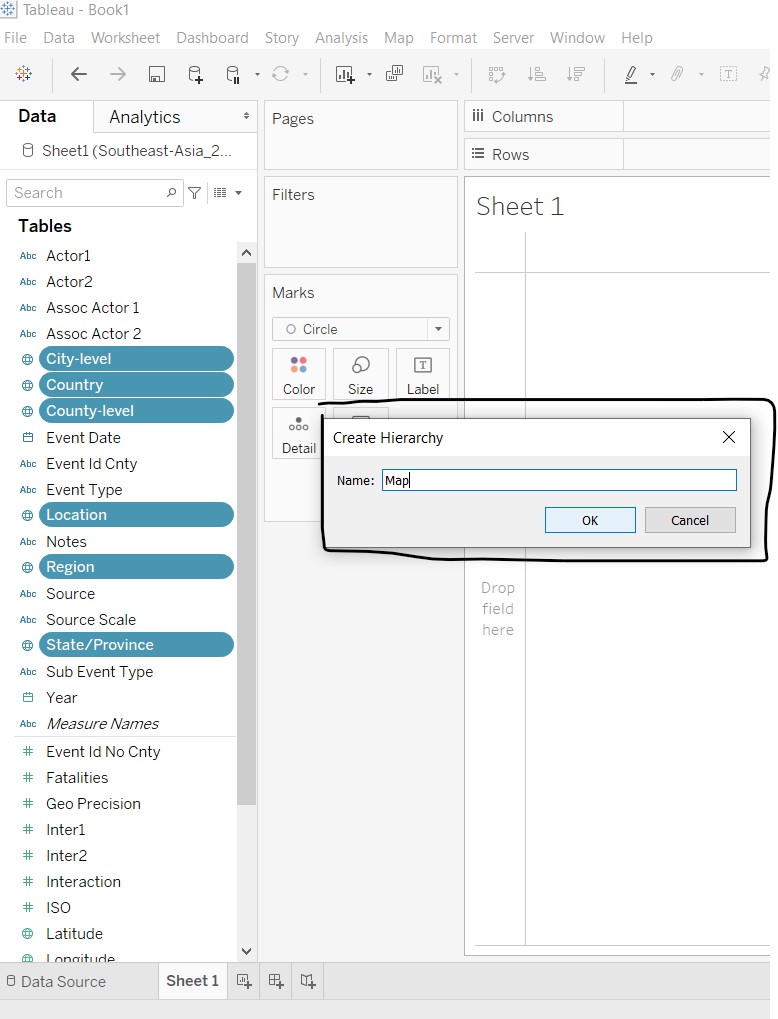 Tableau - Book1
File Data Worksheet Dashboard Story Analysis Map Format Server Window Help
Data Analytics
Sheet1 (Southeast-Asia_2...
Search
Tables
Abc Actor1
Abc Actor2
Abc Assoc Actor 1
Abc Assoc Actor 2
City-level
Country
County-level
Event Date
Abc Event Id Cnty
Abc Event Type
Location
Abc Notes
Region
Abc Source
Abc Source Scale
State/Province
Abc Sub Event Type
Year
Abc Measure Names
# Event Id No Cnty
# Fatalities
# Geo Precision
# Inter1
# Inter2
# Interaction
# ISO
Latitude
Longitude
Pages
Filters
Marks
Circle
Color Size Label
Detail
Columns
Rows
Sheet 1
Create Hierarchy
Name: Map
OK Cancel
Drop
field
here
Data Source Sheet 1